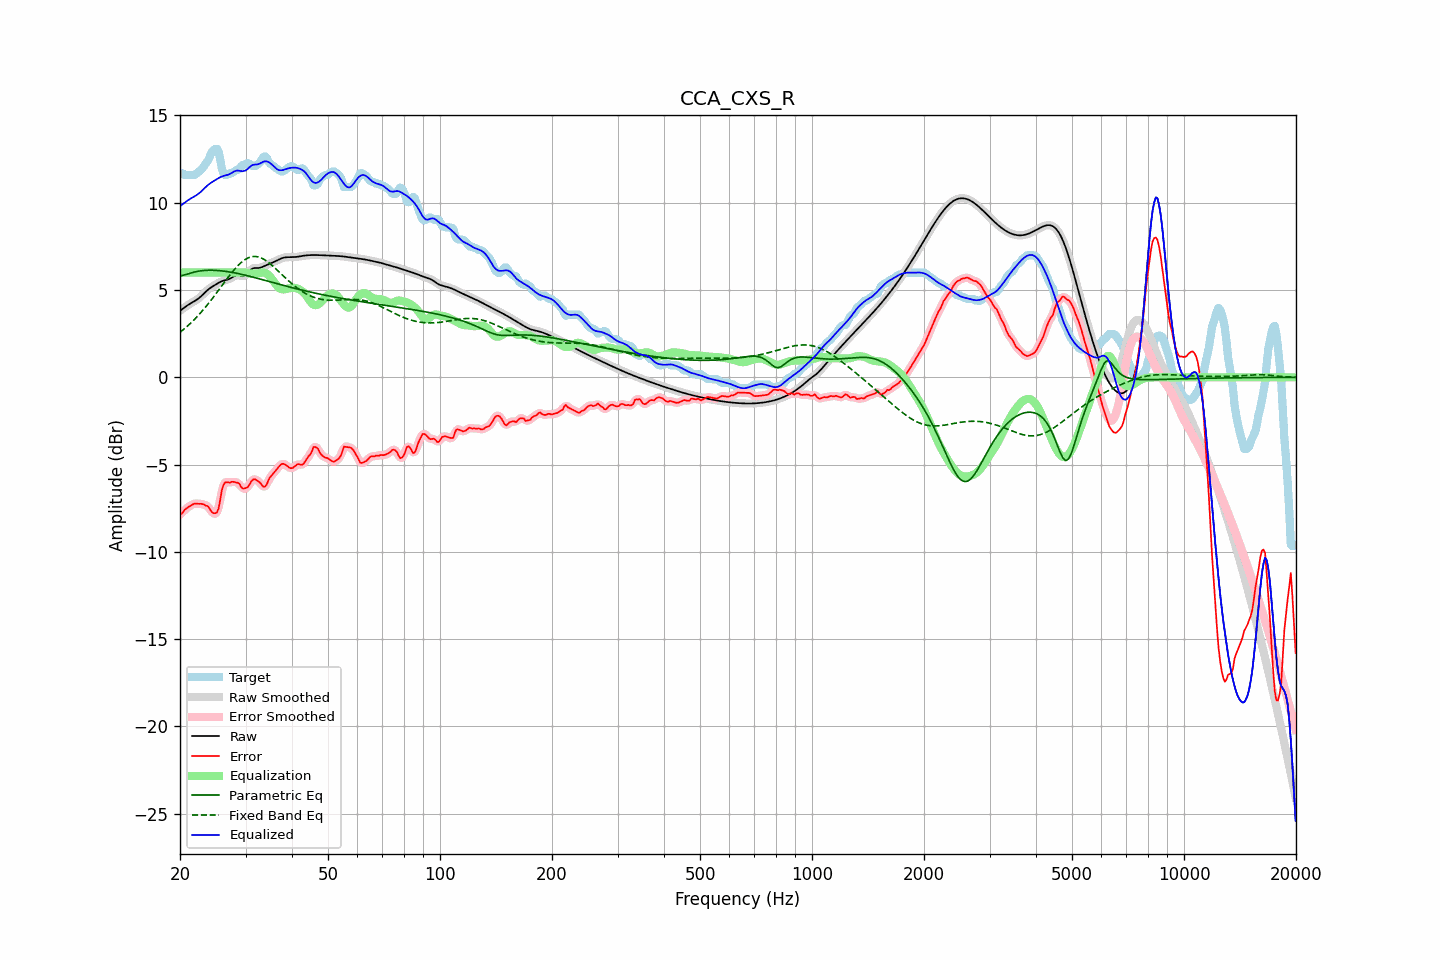 CCA_CXS_R
15
10
5
0
−5
−10
−15
−20
−25
Amplitude (dBr)
Target
Raw Smoothed
Error Smoothed
Raw
Error
Equalization
Parametric Eq
Fixed Band Eq
Equalized
20 50 100 200 500 1000 2000 5000 10000 20000
Frequency (Hz)